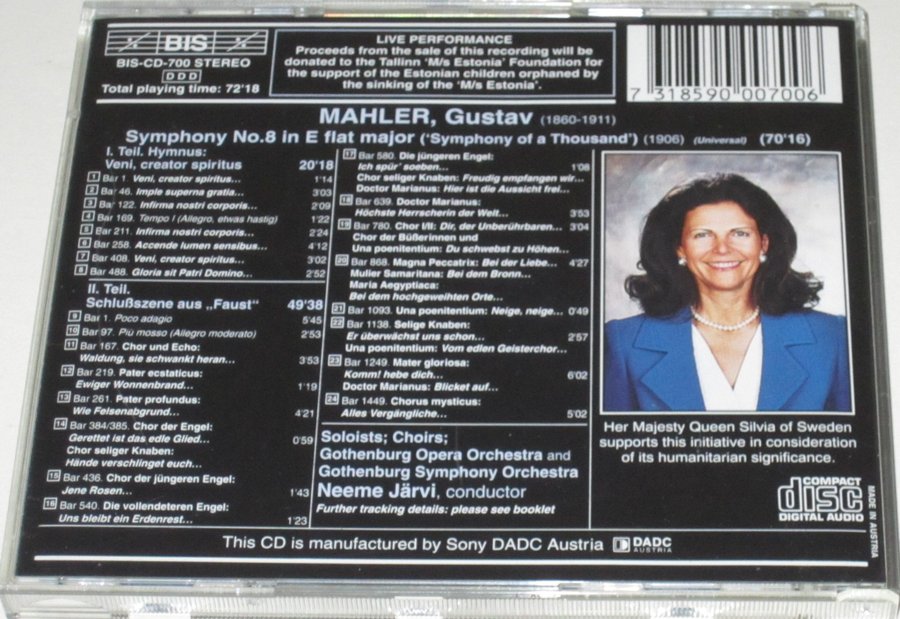 BIS
BIS-CD-700 STEREO
DDD
Total playing time: 72'18
LIVE PERFORMANCE
Proceeds from the sale of this recording will be
donated to the Tallinn 'M/s Estonia' Foundation for
the support of the Estonian children orphaned by
the sinking of the 'M/s Estonia'.
7 318590 007006
MAHLER, Gustav (1860-1911)
Symphony No.8 in E flat major ('Symphony of a Thousand') (1906) (Universal) (70'16)
I. Teil. Hymnus:
Veni, creator spiritus 20'18
1 Bar 1. Veni, creator spiritus... 1'14
2 Bar 46. Imple superna gratia... 3'03
3 Bar 122. Infirma nostri corporis... 2'09
4 Bar 169. Tempo I (Allegro, etwas hastig) 1'22
5 Bar 211. Infirma nostri corporis... 2'24
6 Bar 258. Accende lumen sensibus... 4'12
7 Bar 408. Veni, creator spiritus... 3'02
8 Bar 488. Gloria sit Patri Domino... 2'52
II. Teil.
Schlußszene aus „Faust“ 49'38
9 Bar 1. Poco adagio 5'45
10 Bar 97. Più mosso (Allegro moderato) 2'53
11 Bar 167. Chor und Echo:
Waldung, sie schwankt heran... 3'53
12 Bar 219. Pater ecstaticus:
Ewiger Wonnenbrand... 1'19
13 Bar 261. Pater profundus:
Wie Felsenabgrund... 4'21
14 Bar 384/385. Chor der Engel:
Gerettet ist das edle Glied... 0'59
Chor seliger Knaben:
Hände verschlinget euch...
15 Bar 436. Chor der jüngeren Engel:
Jene Rosen... 1'43
16 Bar 540. Die vollendeteren Engel:
Uns bleibt ein Erdenrest... 1'23
17 Bar 580. Die jüngeren Engel:
Ich spür' soeben... 1'08
Chor seliger Knaben: Freudig empfangen wir...
Doctor Marianus: Hier ist die Aussicht frei...
18 Bar 639. Doctor Marianus:
Höchste Herrscherin der Welt... 3'53
19 Bar 780. Chor I/II: Dir, der Unberührbaren... 3'04
Chor der Büßerinnen und
Una poenitentium: Du schwebst zu Höhen...
20 Bar 868. Magna Peccatrix: Bei der Liebe... 4'27
Mulier Samaritana: Bei dem Bronn...
Maria Aegyptiaca:
Bei dem hochgeweihten Orte...
21 Bar 1093. Una poenitentium: Neige, neige... 0'49
22 Bar 1138. Selige Knaben:
Er überwächst uns schon... 2'57
Una poenitentium: Vom edlen Geisterchor...
23 Bar 1249. Mater gloriosa:
Komm! hebe dich... 6'02
Doctor Marianus: Blicket auf...
24 Bar 1449. Chorus mysticus:
Alles Vergängliche... 5'02
Soloists; Choirs;
Gothenburg Opera Orchestra and
Gothenburg Symphony Orchestra
Neeme Järvi, conductor
Further tracking details: please see booklet
Her Majesty Queen Silvia of Sweden
supports this initiative in consideration
of its humanitarian significance.
COMPACT
disc
DIGITAL AUDIO
MADE IN AUSTRIA
This CD is manufactured by Sony DADC Austria
DADC
AUSTRIA